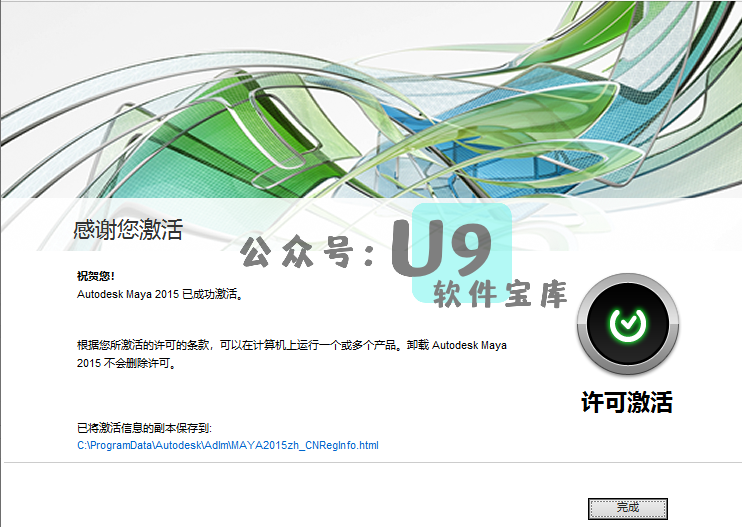 感谢您激活
公众号：U9
软件宝库
祝贺您!
Autodesk Maya 2015 已成功激活。
根据您所激活的许可的条款，可以在计算机上运行一个或多个产品。卸载 Autodesk Maya
2015 不会删除许可。
许可激活
已将激活信息的副本保存到:
C:\ProgramData\Autodesk\Adlm\MAYA2015zh_CNRegInfo.html
完成